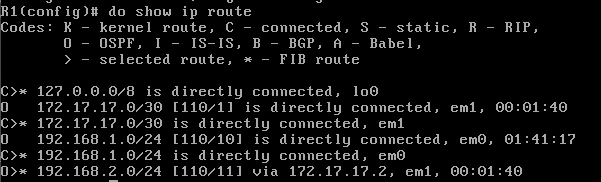 R1(config)# do show ip route
Codes: K - kernel route, C - connected, S - static, R - RIP,
       O - OSPF, I - IS-IS, B - BGP, A - Babel,
       > - selected route, * - FIB route

C>* 127.0.0.0/8 is directly connected, lo0
O   172.17.17.0/30 [110/1] is directly connected, em1, 00:01:40
C>* 172.17.17.0/30 is directly connected, em1
O   192.168.1.0/24 [110/10] is directly connected, em0, 01:41:17
C>* 192.168.1.0/24 is directly connected, em0
O>* 192.168.2.0/24 [110/11] via 172.17.17.2, em1, 00:01:40